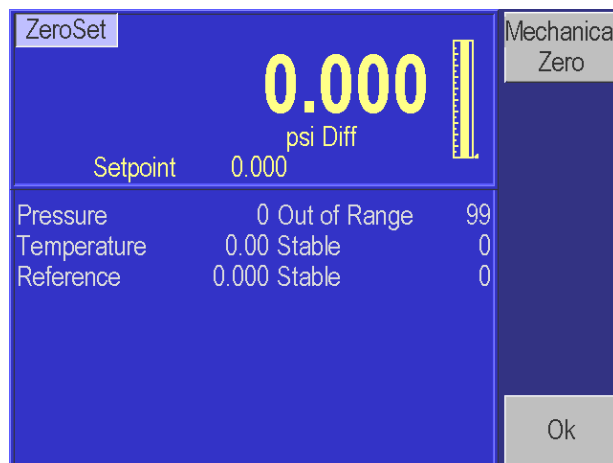 ZeroSet
0.000
psi Diff
Setpoint 0.000
Pressure 0 Out of Range 99
Temperature 0.00 Stable 0
Reference 0.000 Stable 0
Mechanica
Zero
Ok